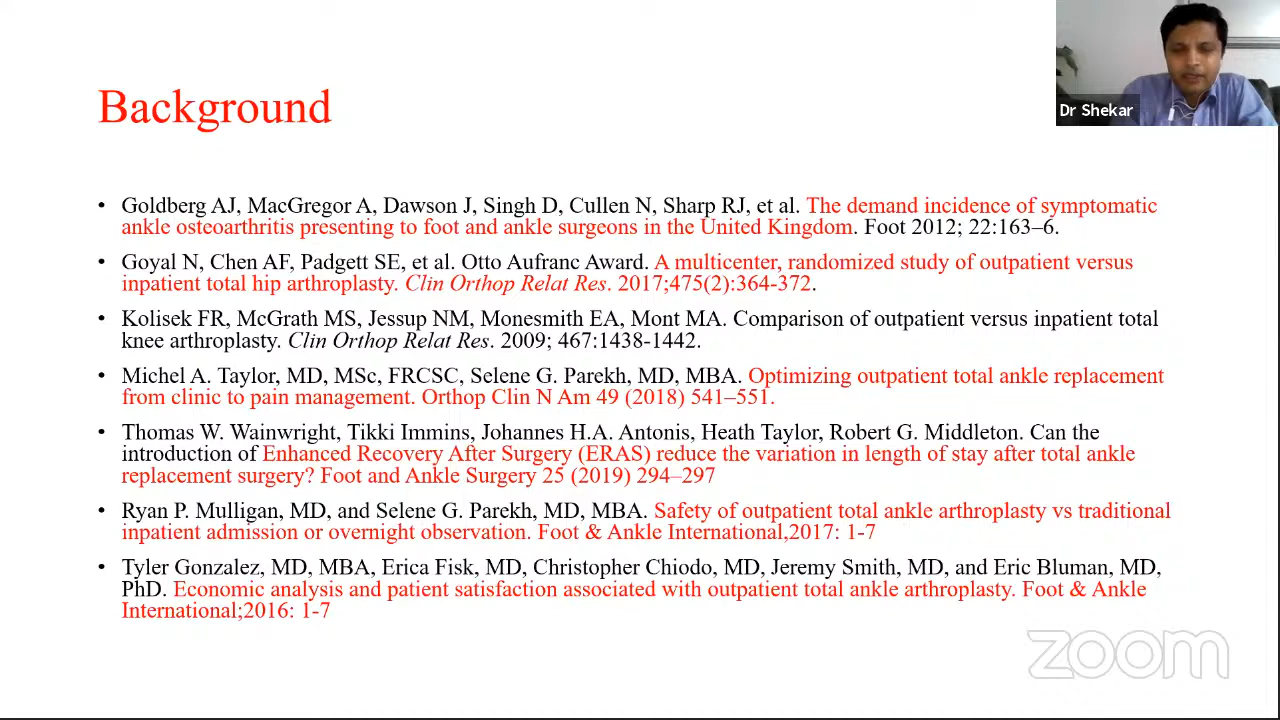 Background
Dr Shekar
• Goldberg AJ, MacGregor A, Dawson J, Singh D, Cullen N, Sharp RJ, et al. The demand incidence of symptomatic
ankle osteoarthritis presenting to foot and ankle surgeons in the United Kingdom. Foot 2012; 22:163–6.
• Goyal N, Chen AF, Padgett SE, et al. Otto Aufranc Award. A multicenter, randomized study of outpatient versus
inpatient total hip arthroplasty. Clin Orthop Relat Res. 2017;475(2):364-372.
• Kolisek FR, McGrath MS, Jessup NM, Monesmith EA, Mont MA. Comparison of outpatient versus inpatient total
knee arthroplasty. Clin Orthop Relat Res. 2009; 467:1438-1442.
• Michel A. Taylor, MD, MSc, FRCSC, Selene G. Parekh, MD, MBA. Optimizing outpatient total ankle replacement
from clinic to pain management. Orthop Clin N Am 49 (2018) 541–551.
• Thomas W. Wainwright, Tikki Immins, Johannes H.A. Antonis, Heath Taylor, Robert G. Middleton. Can the
introduction of Enhanced Recovery After Surgery (ERAS) reduce the variation in length of stay after total ankle
replacement surgery? Foot and Ankle Surgery 25 (2019) 294–297
• Ryan P. Mulligan, MD, and Selene G. Parekh, MD, MBA. Safety of outpatient total ankle arthroplasty vs traditional
inpatient admission or overnight observation. Foot & Ankle International,2017: 1-7
• Tyler Gonzalez, MD, MBA, Erica Fisk, MD, Christopher Chiodo, MD, Jeremy Smith, MD, and Eric Bluman, MD,
PhD. Economic analysis and patient satisfaction associated with outpatient total ankle arthroplasty. Foot & Ankle
International;2016: 1-7
zoom